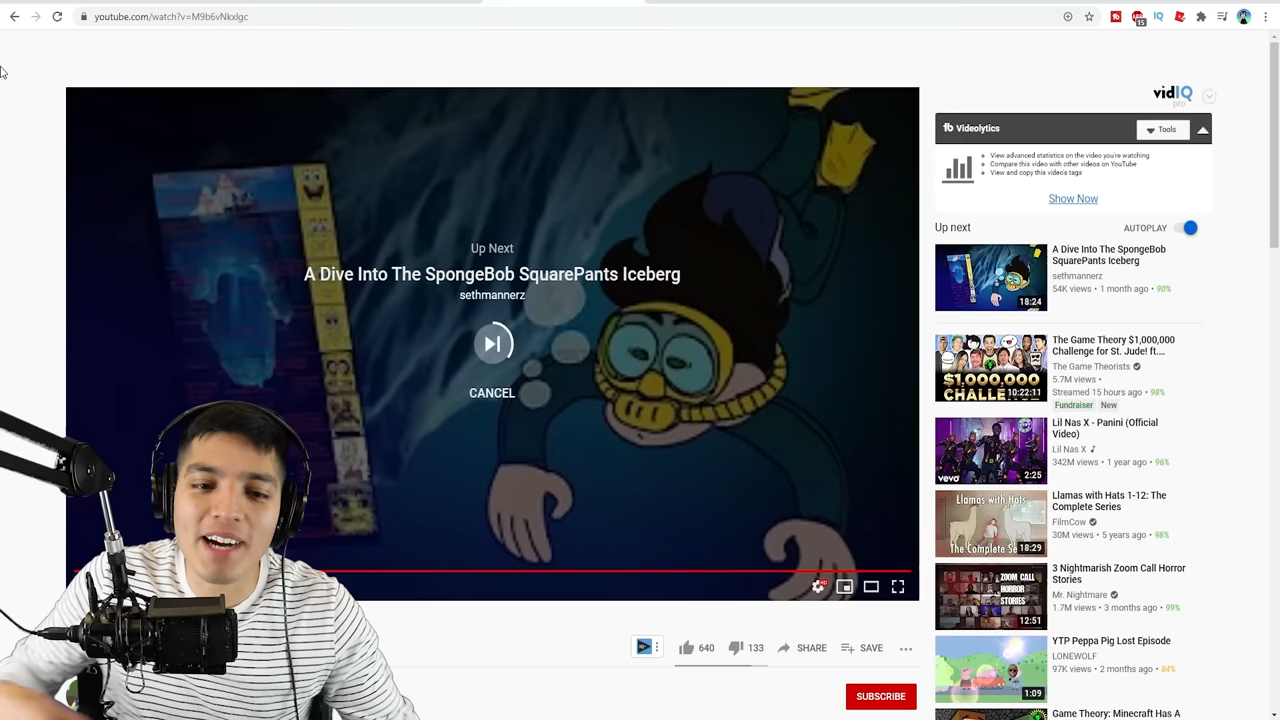 youtube.com/watch?v=M9b6vNkxlgc
15
IQ
Up Next
A Dive Into The SpongeBob SquarePants Iceberg
sethmannerz
CANCEL
HD
640
133
SHARE
SAVE
SUBSCRIBE
vidIQ
pro
Videolytics
Tools
View advanced statistics on the video you're watching
Compare this video with other videos on YouTube
View and copy this video's tags
Show Now
Up next
AUTOPLAY
18:24
A Dive Into The SpongeBob
SquarePants Iceberg
sethmannerz
54K views • 1 month ago • 90%
$1,000,000
CHALLENGE
10:22:11
The Game Theory $1,000,000
Challenge for St. Jude! ft....
The Game Theorists
5.7M views •
Streamed 15 hours ago • 98%
Fundraiser New
vevo
2:25
Lil Nas X - Panini (Official
Video)
Lil Nas X
342M views • 1 year ago • 96%
Llamas with Hats
The Complete Se
18:29
Llamas with Hats 1-12: The
Complete Series
FilmCow
30M views • 5 years ago • 98%
ZOOM CALL
HORROR
STORIES
12:51
3 Nightmarish Zoom Call Horror
Stories
Mr. Nightmare
1.7M views • 3 months ago • 99%
1:09
YTP Peppa Pig Lost Episode
LONEWOLF
97K views • 2 months ago • 84%
Game Theory: Minecraft Has A